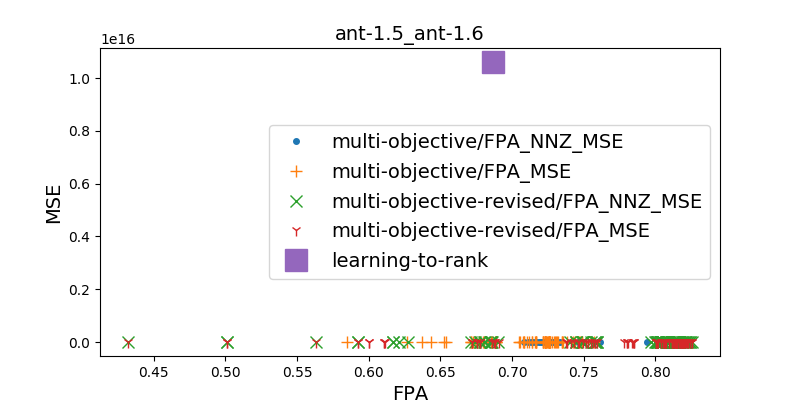 ant-1.5_ant-1.6
1e16
1.0
0.8
0.6
0.4
0.2
0.0
MSE
multi-objective/FPA_NNZ_MSE
multi-objective/FPA_MSE
multi-objective-revised/FPA_NNZ_MSE
multi-objective-revised/FPA_MSE
learning-to-rank
0.45 0.50 0.55 0.60 0.65 0.70 0.75 0.80
FPA